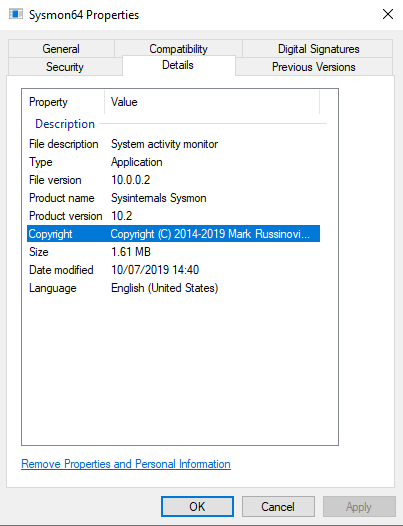 Sysmon64 Properties
General Compatibility Digital Signatures
Security Details Previous Versions
Property Value
Description
File description System activity monitor
Type Application
File version 10.0.0.2
Product name Sysinternals Sysmon
Product version 10.2
Copyright Copyright (C) 2014-2019 Mark Russinovi...
Size 1.61 MB
Date modified 10/07/2019 14:40
Language English (United States)
Remove Properties and Personal Information
OK Cancel Apply